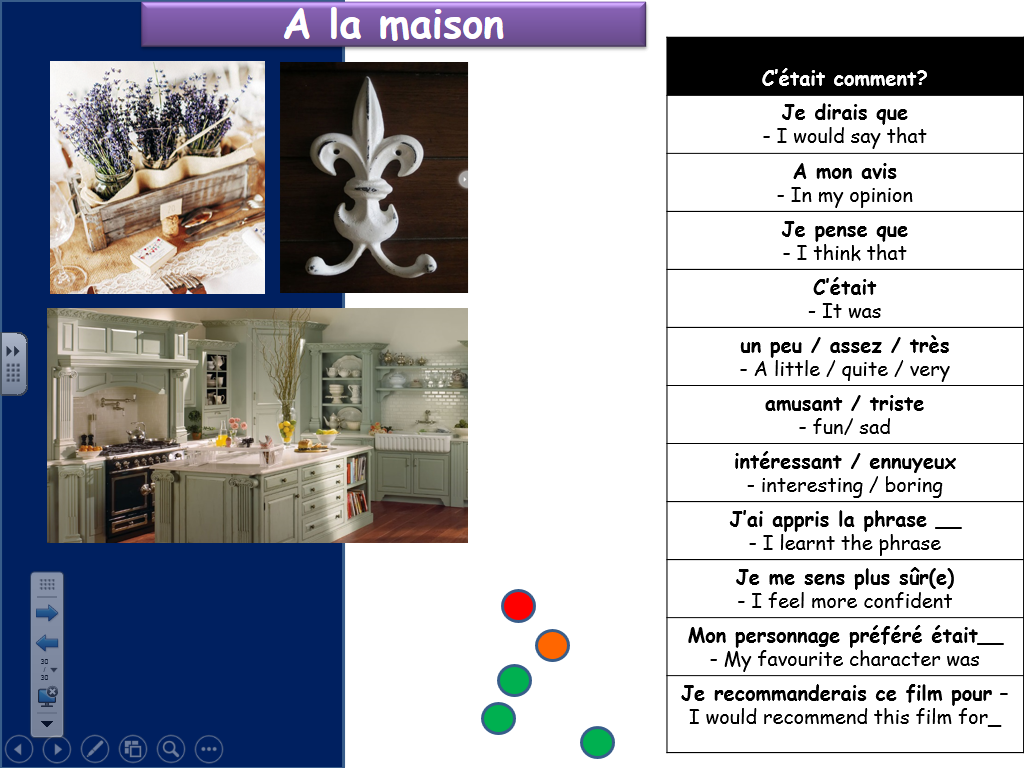 A la maison
C'était comment?
Je dirais que
- I would say that
A mon avis
- In my opinion
Je pense que
- I think that
C'était
- It was
un peu / assez / très
- A little / quite / very
amusant / triste
- fun/ sad
intéressant / ennuyeux
- interesting / boring
J'ai appris la phrase __
- I learnt the phrase
Je me sens plus sûr(e)
- I feel more confident
Mon personnage préféré était__
- My favourite character was
Je recommanderais ce film pour –
I would recommend this film for_
30
/
30